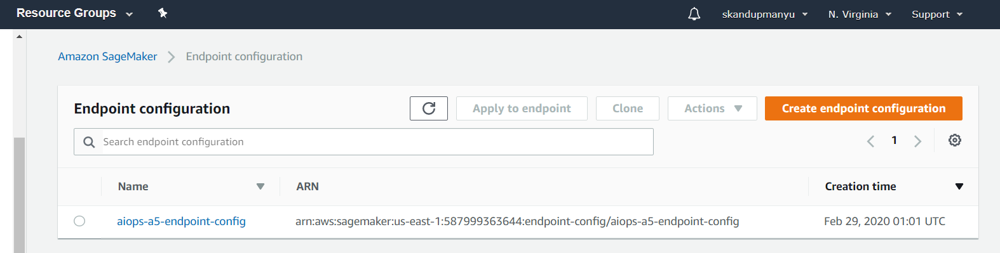 Resource Groups skandupmanyu N. Virginia Support
Amazon SageMaker Endpoint configuration
Endpoint configuration Apply to endpoint Clone Actions Create endpoint configuration
Search endpoint configuration 1
Name ARN Creation time
aiops-a5-endpoint-config arn:aws:sagemaker:us-east-1:587999363644:endpoint-config/aiops-a5-endpoint-config Feb 29, 2020 01:01 UTC